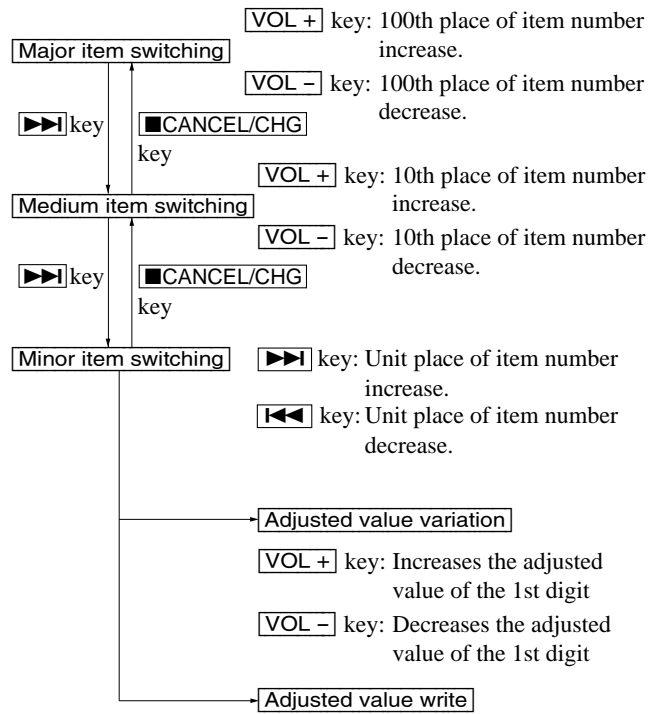 VOL + key: 100th place of item number
increase.
Major item switching
VOL – key: 100th place of item number
decrease.
▶▶I key
■CANCEL/CHG
key
VOL + key: 10th place of item number
increase.
Medium item switching
VOL – key: 10th place of item number
decrease.
▶▶I key
■CANCEL/CHG
key
Minor item switching
▶▶I key: Unit place of item number
increase.
I◀◀ key: Unit place of item number
decrease.
Adjusted value variation
VOL + key: Increases the adjusted
value of the 1st digit
VOL – key: Decreases the adjusted
value of the 1st digit
Adjusted value write